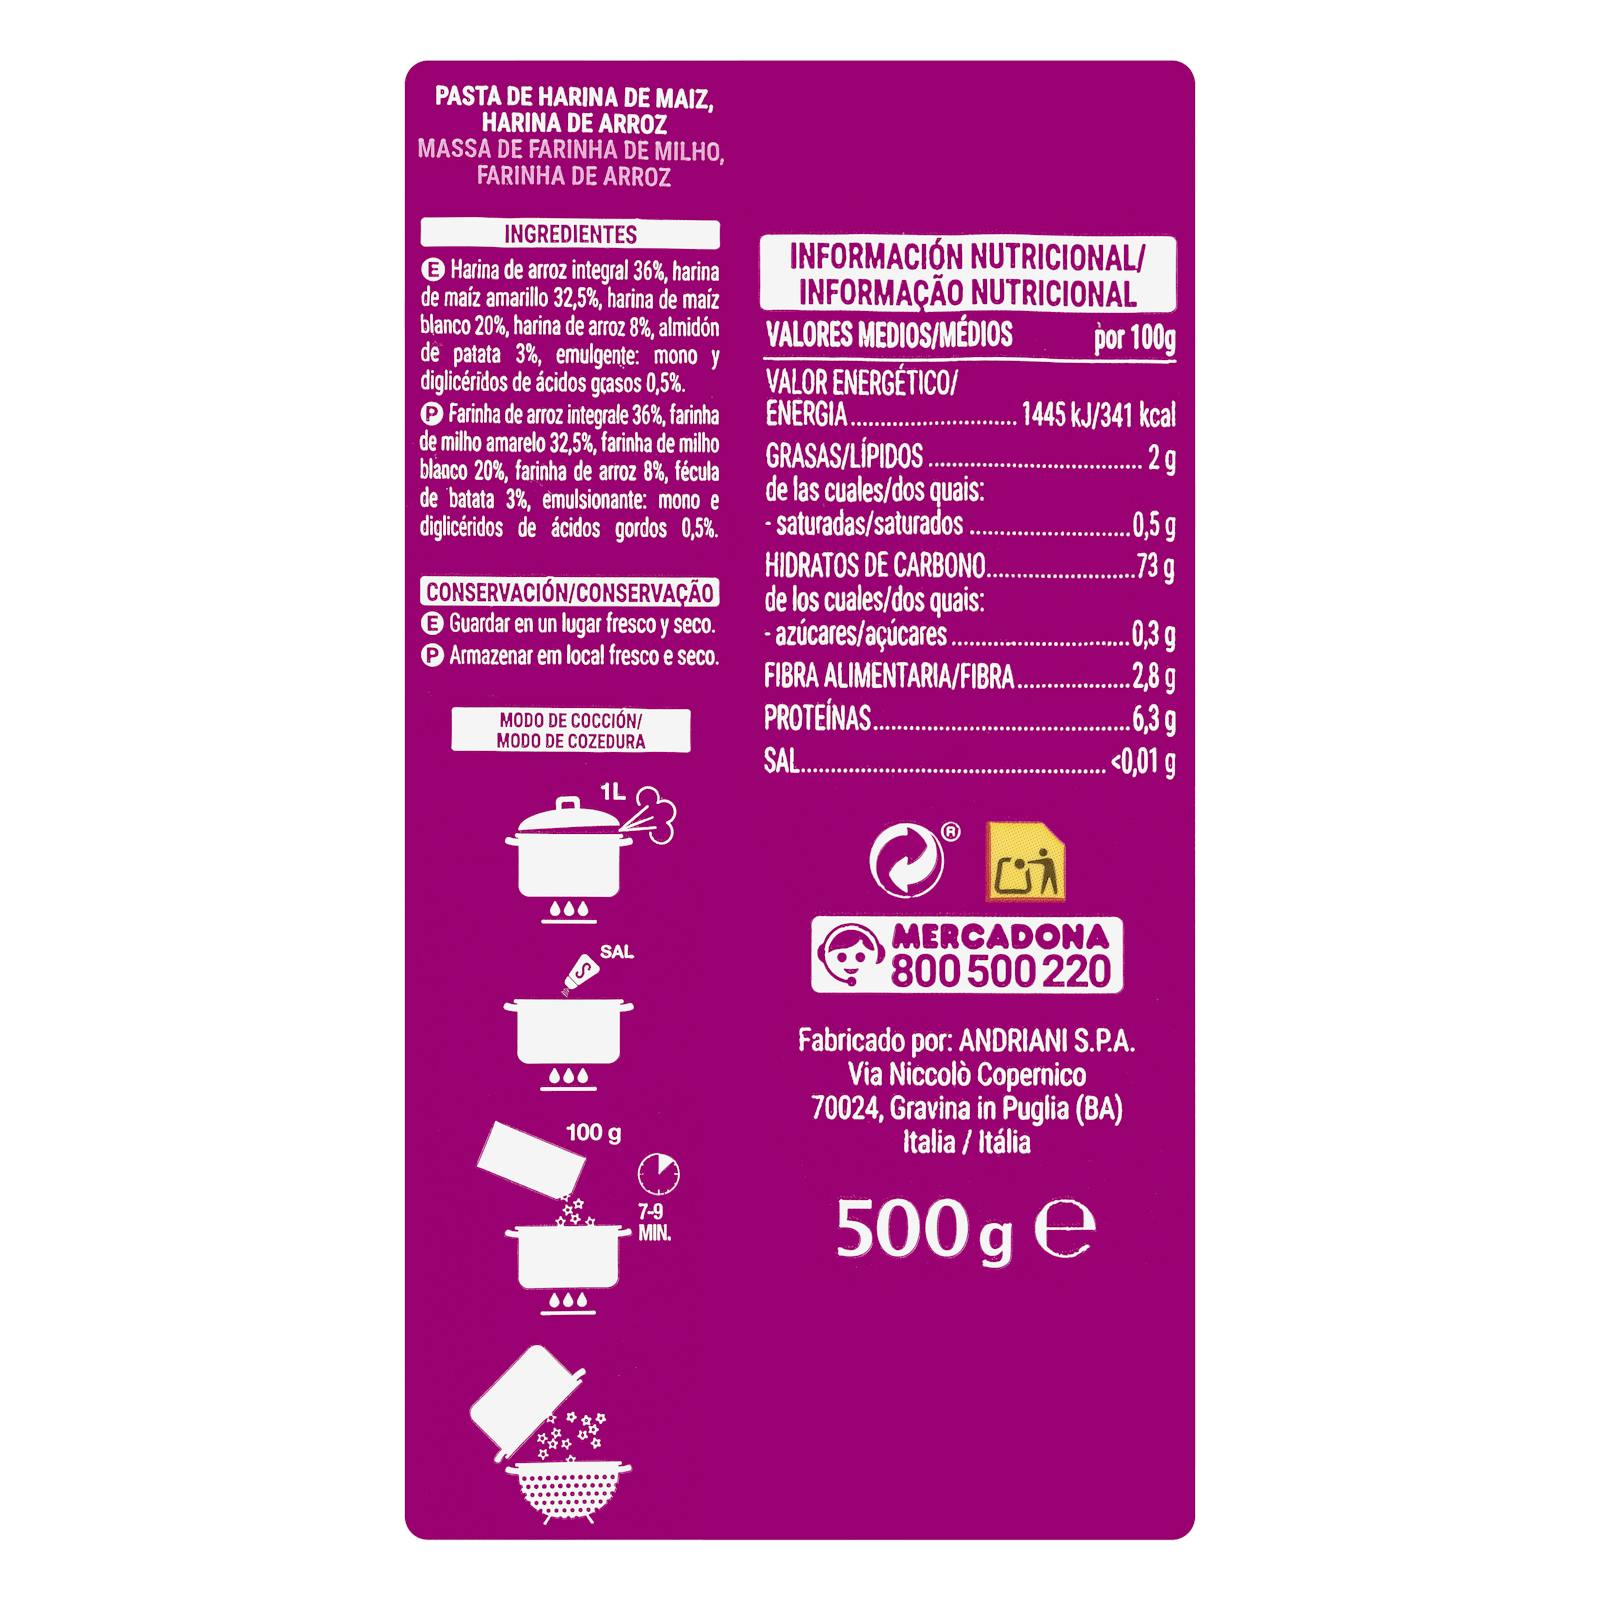 PASTA DE HARINA DE MAIZ,
HARINA DE ARROZ
MASSA DE FARINHA DE MILHO,
FARINHA DE ARROZ
INGREDIENTES
E Harina de arroz integral 36%, harina
de maíz amarillo 32,5%, harina de maíz
blanco 20%, harina de arroz 8%, almidón
de patata 3%, emulgente: mono y
diglicéridos de ácidos grasos 0,5%.
P Farinha de arroz integrale 36%, farinha
de milho amarelo 32,5%, farinha de milho
blanco 20%, farinha de arroz 8%, fécula
de batata 3%, emulsionante: mono e
diglicéridos de ácidos gordos 0,5%.
CONSERVACIÓN/CONSERVAÇÃO
E Guardar en un lugar fresco y seco.
P Armazenar em local fresco e seco.
MODO DE COCCIÓN/
MODO DE COZEDURA
1L
SAL
S
100 g
7-9
MIN.
INFORMACIÓN NUTRICIONAL/
INFORMAÇÃO NUTRICIONAL
VALORES MEDIOS/MÉDIOS por 100g
VALOR ENERGÉTICO/
ENERGIA.............................. 1445 kJ/341 kcal
GRASAS/LÍPIDOS ...................................... 2 g
de las cuales/dos quais:
- saturadas/saturados ............................ 0,5 g
HIDRATOS DE CARBONO.......................... 73 g
de los cuales/dos quais:
- azúcares/açúcares ............................... 0,3 g
FIBRA ALIMENTARIA/FIBRA.................... 2,8 g
PROTEÍNAS............................................. 6,3 g
SAL..................................................... <0,01 g
®
MERCADONA
800 500 220
Fabricado por: ANDRIANI S.P.A.
Via Niccolò Copernico
70024, Gravina in Puglia (BA)
Italia / Itália
500 g e